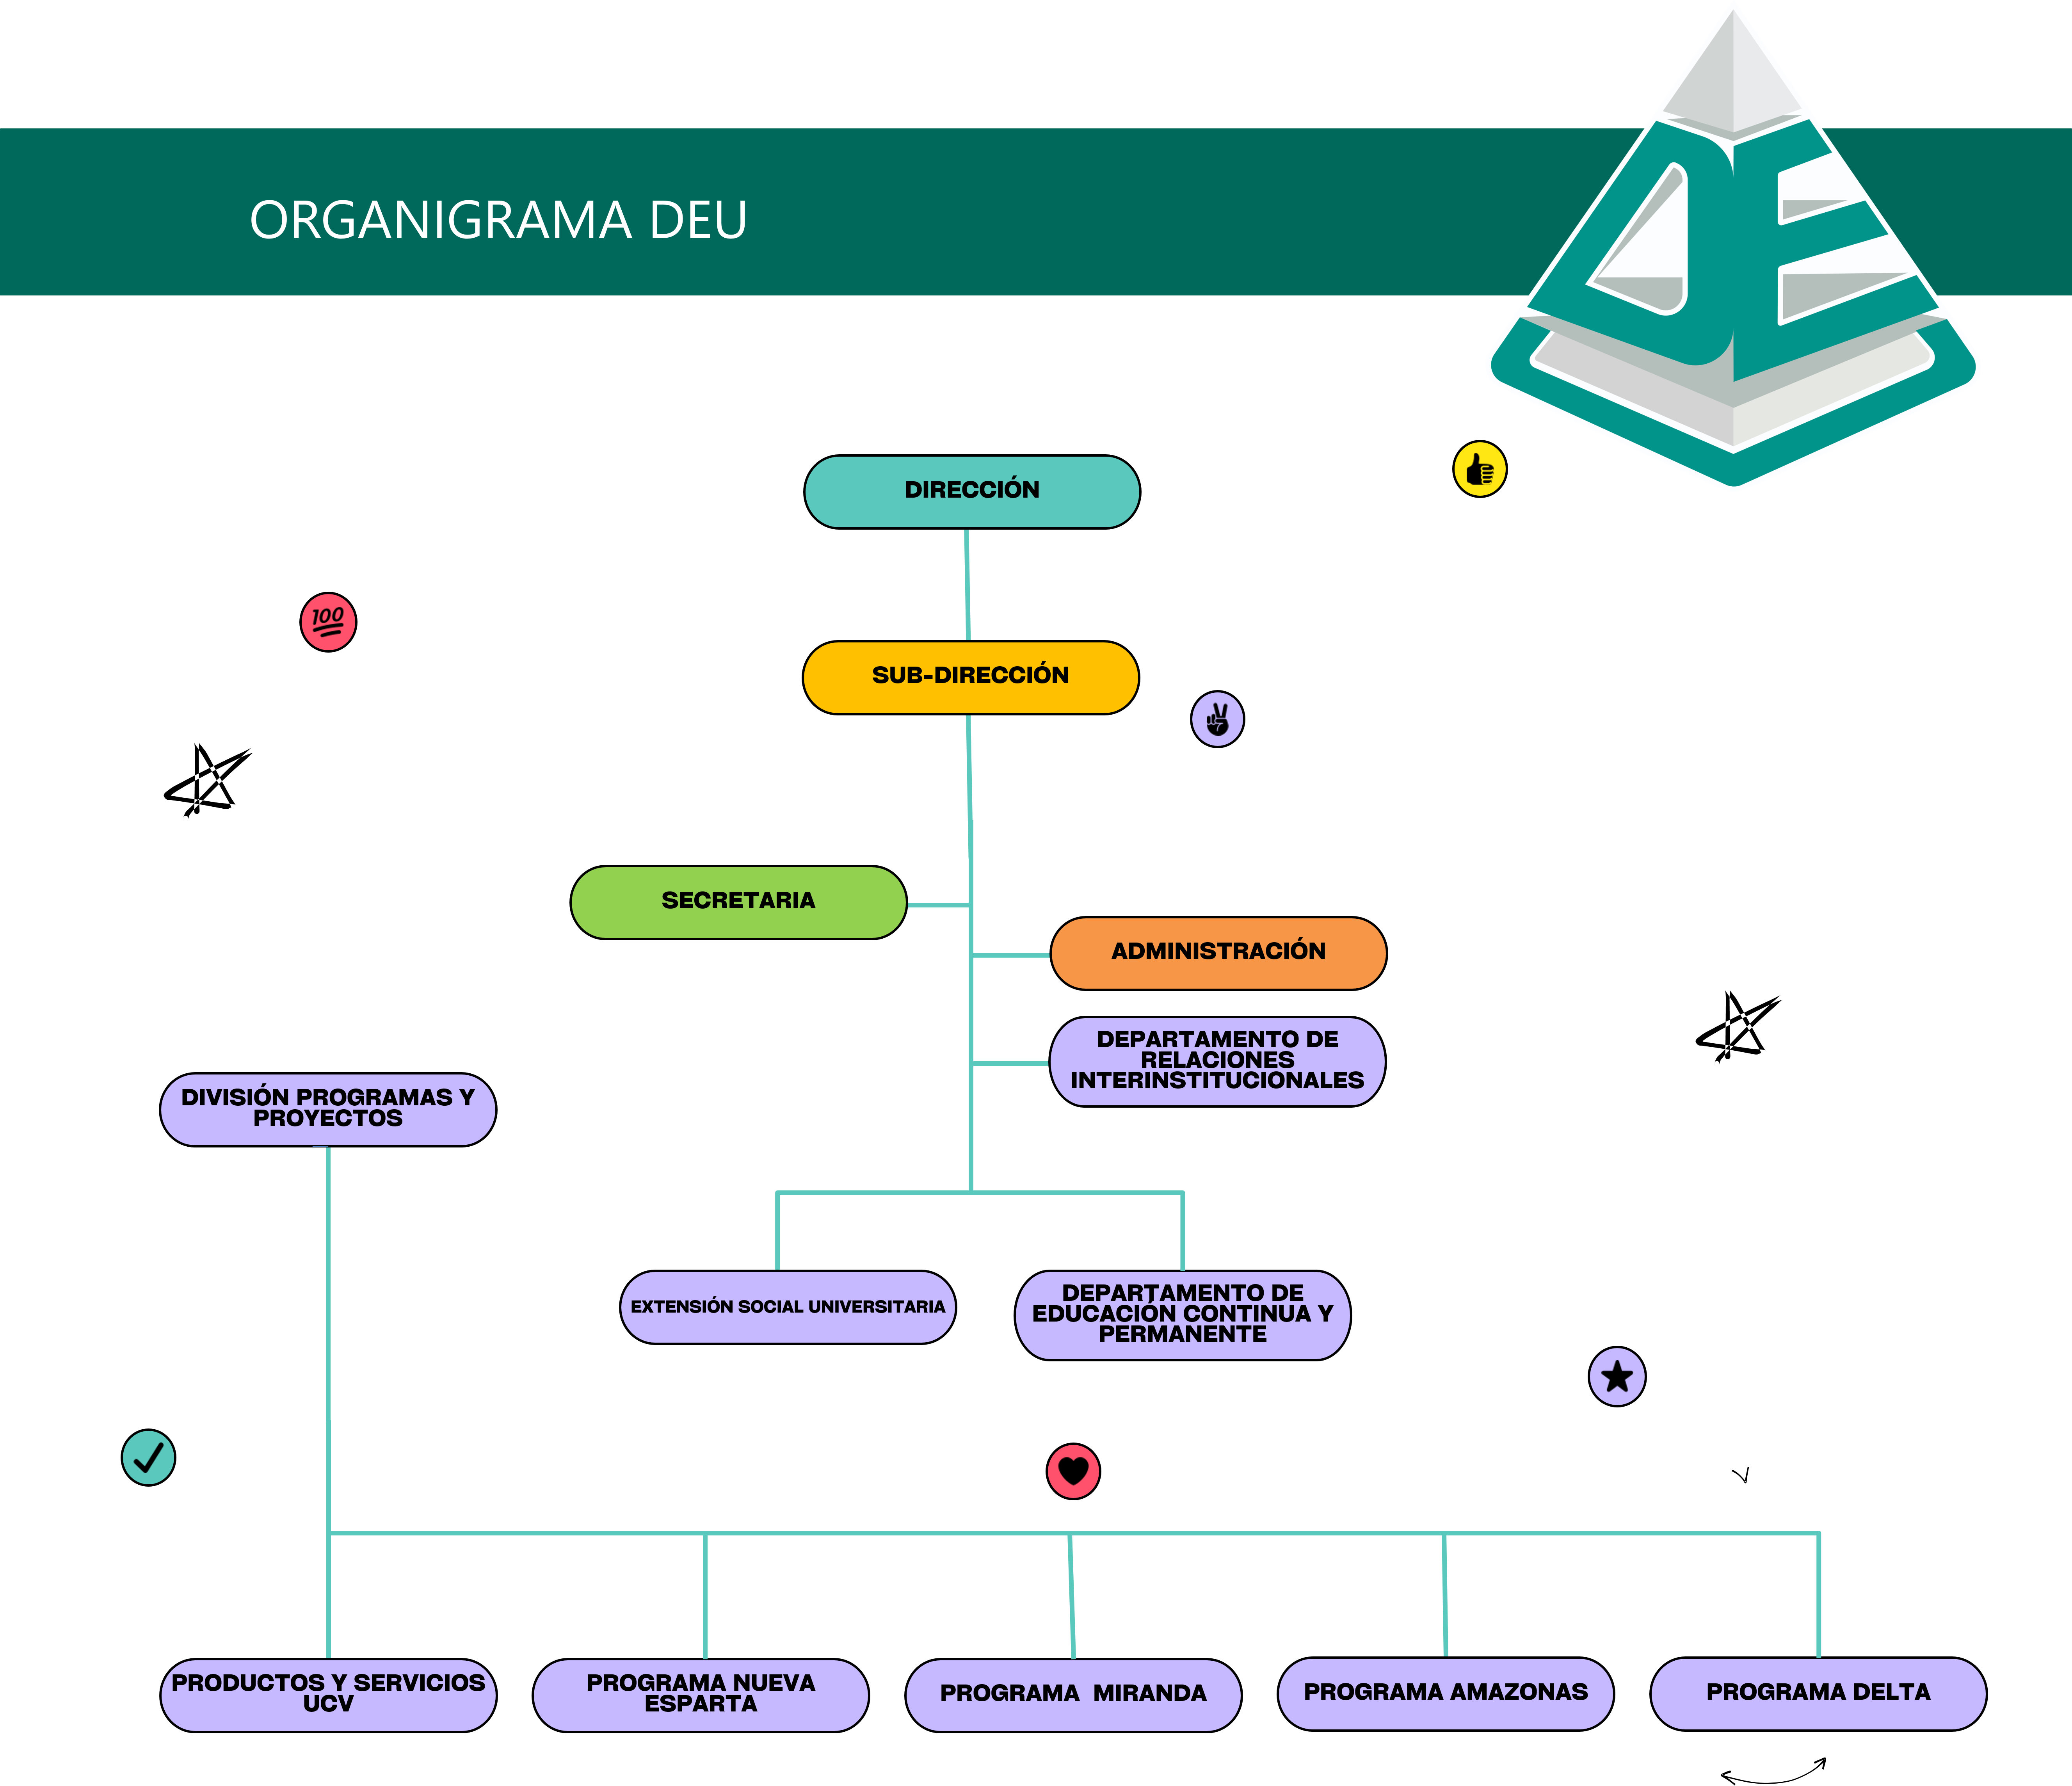 ORGANIGRAMA DEU
DIRECCIÓN
100
SUB-DIRECCIÓN
SECRETARIA
ADMINISTRACIÓN
DEPARTAMENTO DE
RELACIONES
INTERINSTITUCIONALES
DIVISIÓN PROGRAMAS Y
PROYECTOS
EXTENSIÓN SOCIAL UNIVERSITARIA
DEPARTAMENTO DE
EDUCACIÓN CONTINUA Y
PERMANENTE
PRODUCTOS Y SERVICIOS
UCV
PROGRAMA NUEVA
ESPARTA
PROGRAMA  MIRANDA
PROGRAMA AMAZONAS
PROGRAMA DELTA